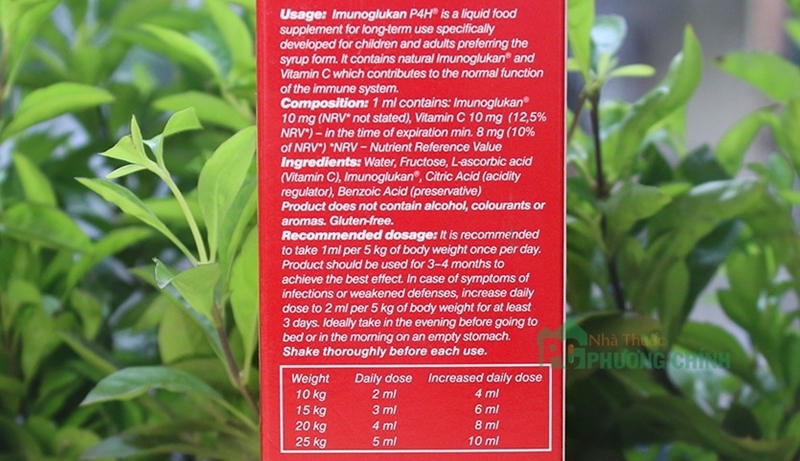 Usage: Imunoglukan P4H® is a liquid food
supplement for long-term use specifically
developed for children and adults preferring the
syrup form. It contains natural Imunoglukan® and
Vitamin C which contributes to the normal function
of the immune system.
Composition: 1 ml contains: Imunoglukan®
10 mg (NRV* not stated), Vitamin C 10 mg (12,5%
NRV*) – in the time of expiration min. 8 mg (10%
of NRV*) *NRV – Nutrient Reference Value
Ingredients: Water, Fructose, L-ascorbic acid
(Vitamin C), Imunoglukan®, Citric Acid (acidity
regulator), Benzoic Acid (preservative)
Product does not contain alcohol, colourants or
aromas. Gluten-free.
Recommended dosage: It is recommended
to take 1ml per 5 kg of body weight once per day.
Product should be used for 3–4 months to
achieve the best effect. In case of symptoms of
infections or weakened defenses, increase daily
dose to 2 ml per 5 kg of body weight for at least
3 days. Ideally take in the evening before going to
bed or in the morning on an empty stomach.
Shake thoroughly before each use.
Nhà Thuốc
PHƯƠNG CHÍNH
Weight Daily dose Increased daily dose
10 kg 2 ml 4 ml
15 kg 3 ml 6 ml
20 kg 4 ml 8 ml
25 kg 5 ml 10 ml